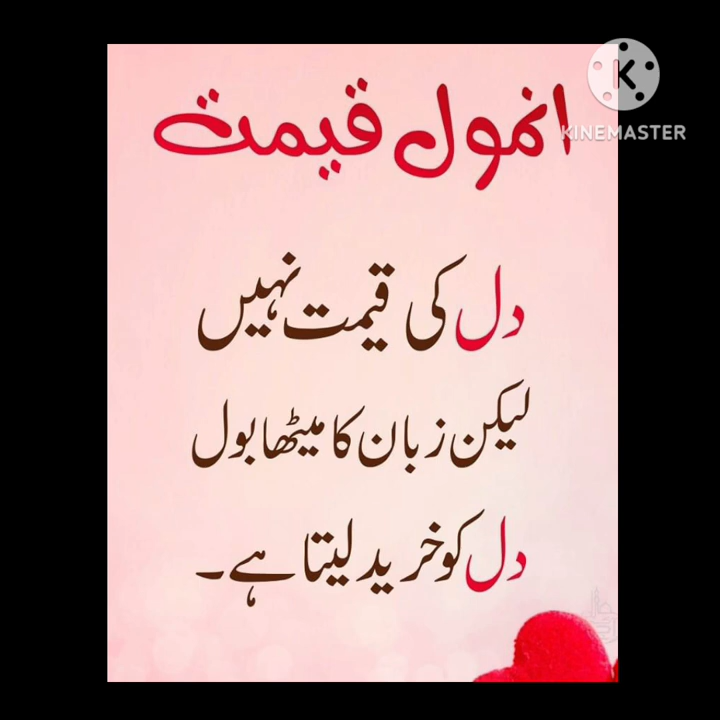 KINEMASTER
انمول قیمت
دل کی قیمت نہیں
لیکن زبان کا میٹھا بول
دل کو خرید لیتا ہے۔